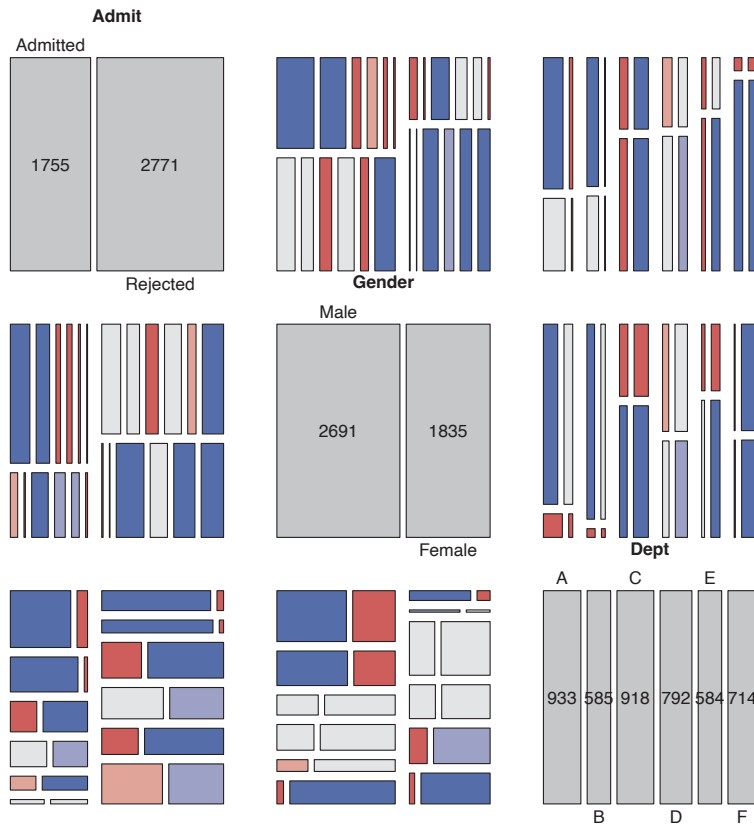 Admit
Admitted
1755
2771
Rejected
Gender
Male
2691
1835
Female
Dept
A
C
E
933
585
918
792
584
714
B
D
F